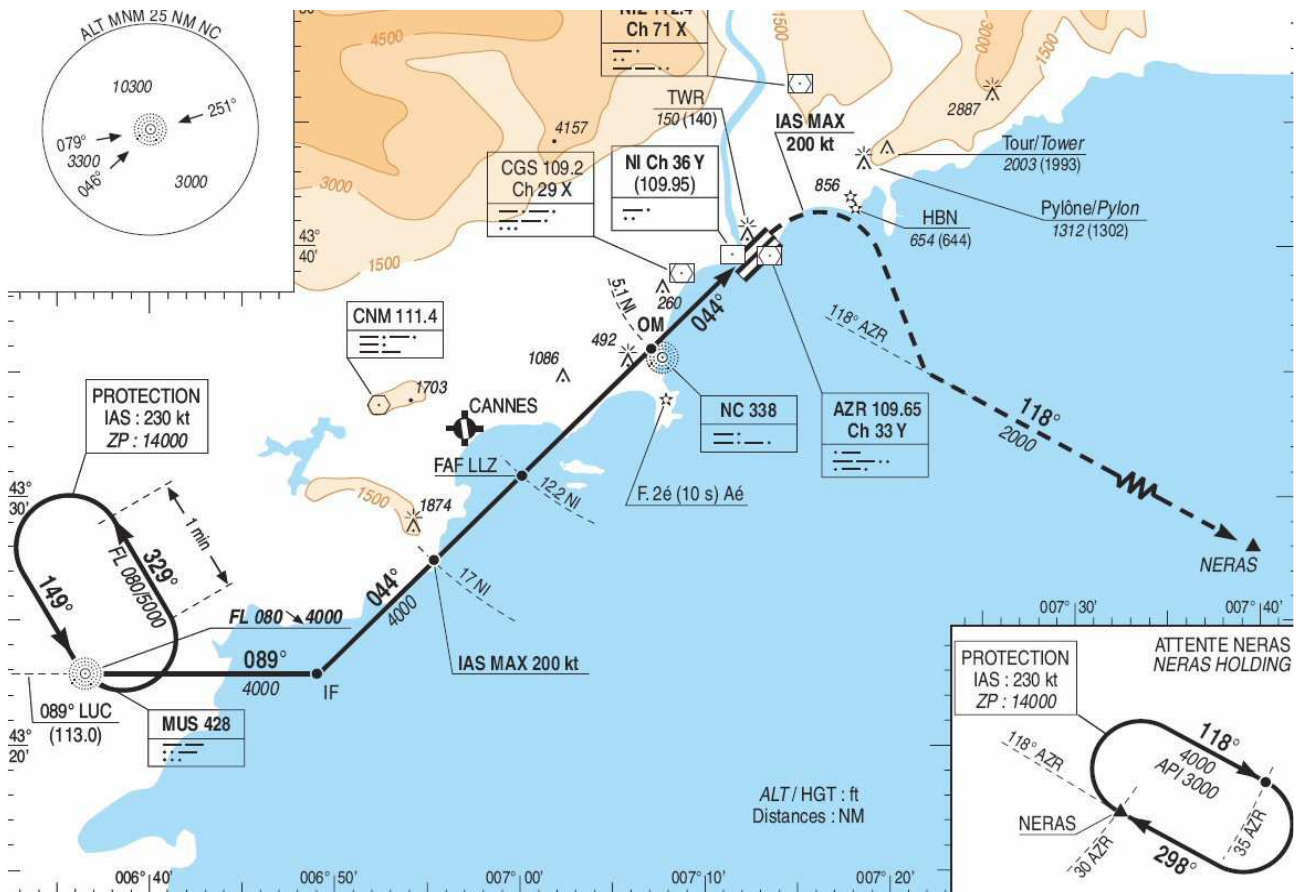 ALT MNM 25 NM NC
10300
251°
079°
3300
046°
3000
4500
3000
1500
4157
Ch 71 X
1500
3000
1500
2887
TWR
150 (140)
IAS MAX
200 kt
Tour/Tower
2003 (1993)
Pylône/Pylon
1312 (1302)
856
HBN
654 (644)
CGS 109.2
Ch 29 X
NI Ch 36 Y
(109.95)
43°
40'
5.1 NI
260
OM
044°
118° AZR
CNM 111.4
1703
492
1086
CANNES
NC 338
AZR 109.65
Ch 33 Y
118°
2000
PROTECTION
IAS : 230 kt
ZP : 14000
FAF LLZ
12.2 NI
F. 2é (10 s) Aé
43°
30'
1 min
1500
1874
17 NI
NERAS
149°
329°
FL 080/5000
044°
4000
FL 080 ↘ 4000
089°
4000
IF
IAS MAX 200 kt
089° LUC
(113.0)
MUS 428
43°
20'
007° 30'
007° 40'
PROTECTION
IAS : 230 kt
ZP : 14000
ATTENTE NERAS
NERAS HOLDING
118° AZR
118°
4000
API 3000
NERAS
30 AZR
298°
35 AZR
ALT / HGT : ft
Distances : NM
006° 40'
006° 50'
007° 00'
007° 10'
007° 20'